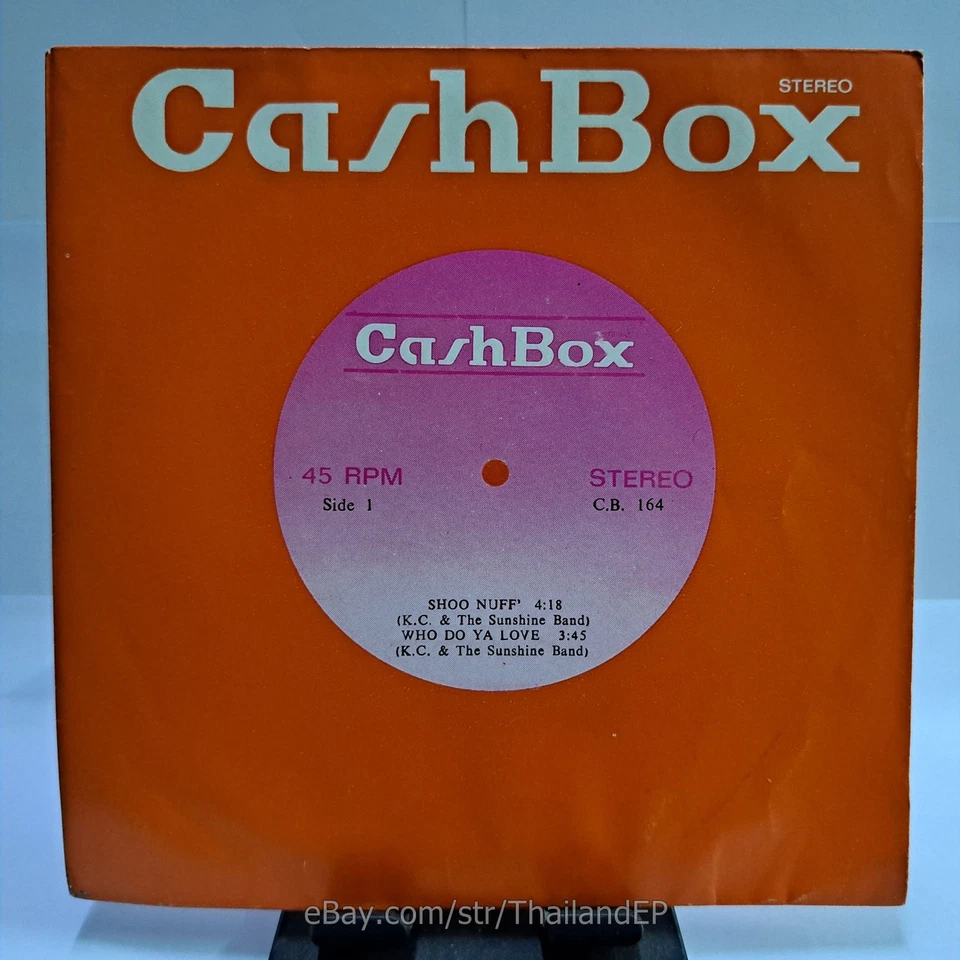 CashBox
STEREO
CashBox
45 RPM STEREO
Side 1 C.B. 164
SHOO NUFF' 4:18
(K.C. & The Sunshine Band)
WHO DO YA LOVE 3:45
(K.C. & The Sunshine Band)
eBay.com/str/ThailandEP